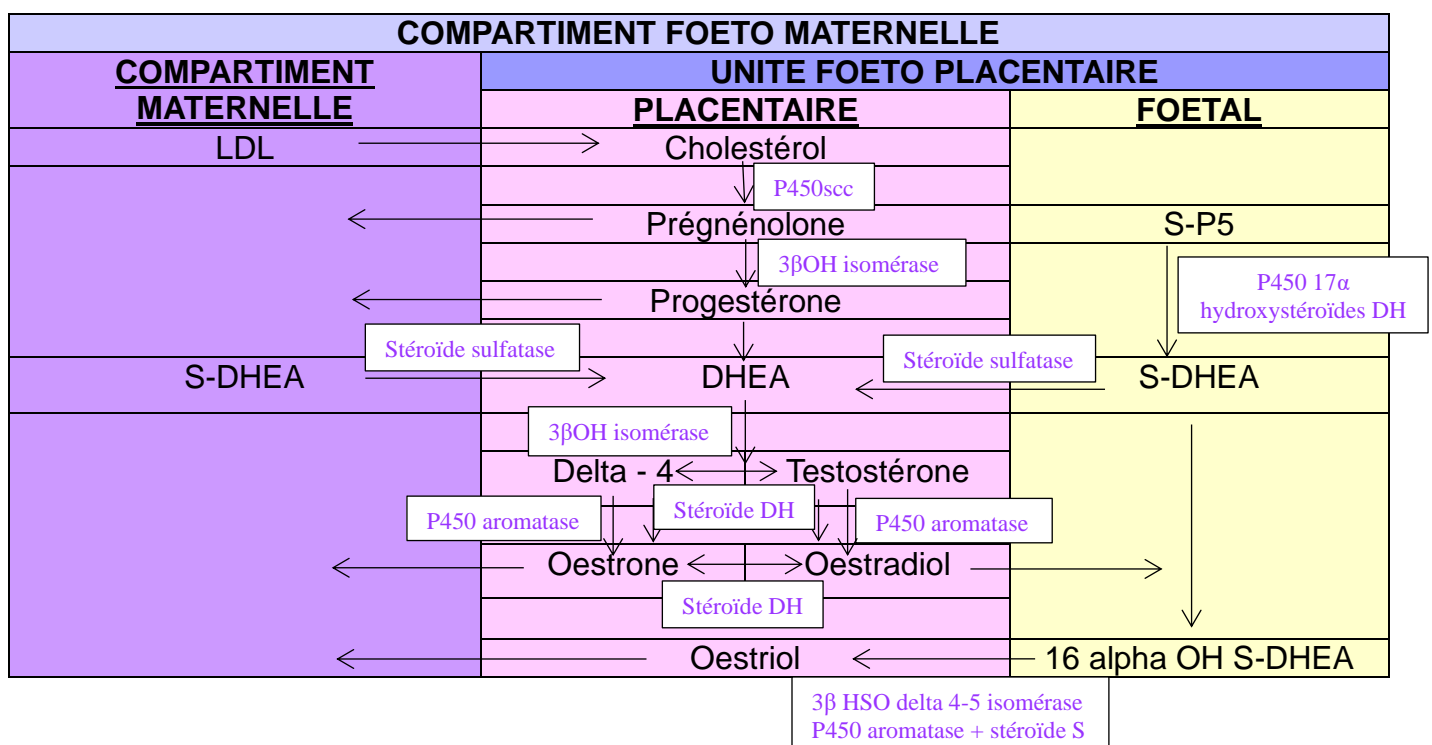 COMPARTIMENT FOETO MATERNELLE
COMPARTIMENT
MATERNELLE
UNITE FOETO PLACENTAIRE
PLACENTAIRE
FOETAL
LDL
Cholestérol
P450scc
Prégnénolone
S-P5
3βOH isomérase
P450 17α
hydroxystéroïdes DH
Progestérone
Stéroïde sulfatase
Stéroïde sulfatase
S-DHEA
DHEA
S-DHEA
3βOH isomérase
Delta - 4
Testostérone
P450 aromatase
Stéroïde DH
P450 aromatase
Oestrone
Oestradiol
Stéroïde DH
Oestriol
16 alpha OH S-DHEA
3β HSO delta 4-5 isomérase
P450 aromatase + stéroïde S